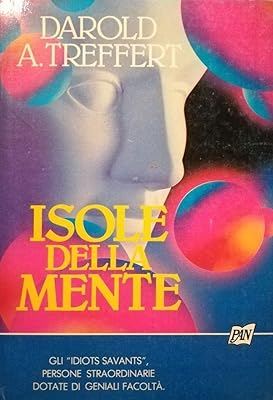 DAROLD
A. TREFFERT
ISOLE
DELLA
MENTE
PAN
GLI "IDIOTS SAVANTS",
PERSONE STRAORDINARIE
DOTATE DI GENIALI FACOLTÀ.